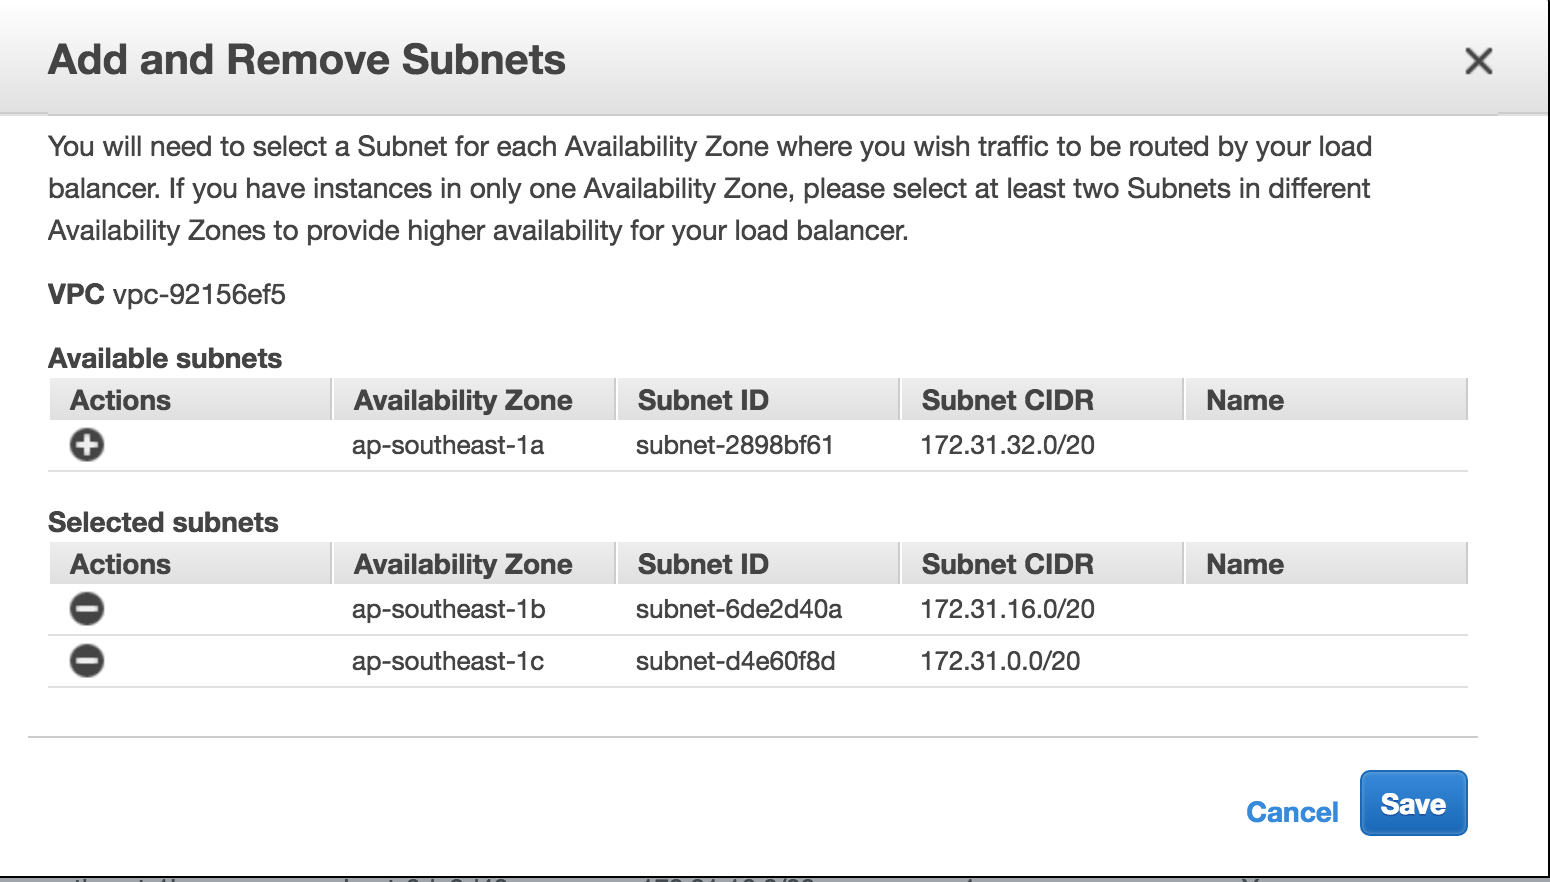 Add and Remove Subnets
You will need to select a Subnet for each Availability Zone where you wish traffic to be routed by your load
balancer. If you have instances in only one Availability Zone, please select at least two Subnets in different
Availability Zones to provide higher availability for your load balancer.
VPC vpc-92156ef5
Available subnets
Actions Availability Zone Subnet ID Subnet CIDR Name
ap-southeast-1a subnet-2898bf61 172.31.32.0/20
Selected subnets
Actions Availability Zone Subnet ID Subnet CIDR Name
ap-southeast-1b subnet-6de2d40a 172.31.16.0/20
ap-southeast-1c subnet-d4e60f8d 172.31.0.0/20
Cancel Save